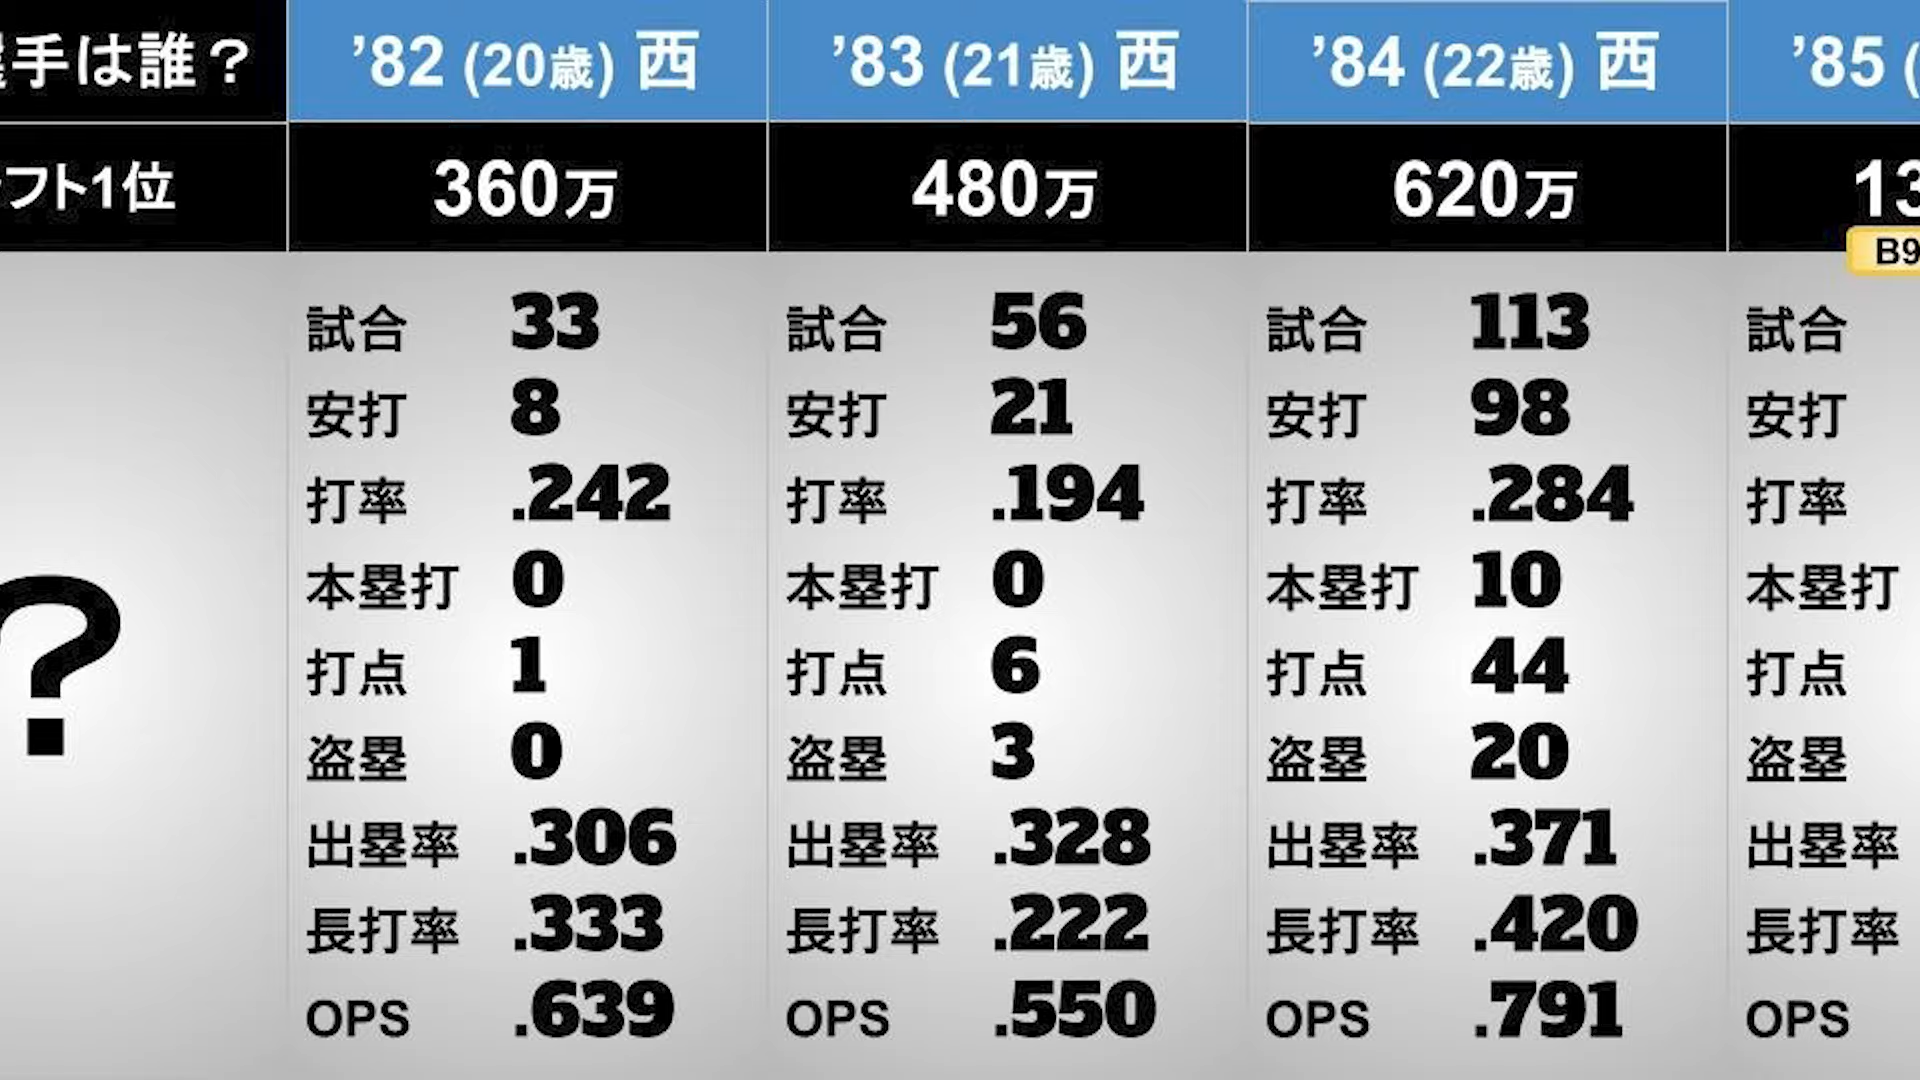 手は誰？
’82 (20歳) 西
’83 (21歳) 西
’84 (22歳) 西
’85 (
フト1位
360万
480万
620万
13
B9
試合 33
安打 8
打率 .242
本塁打 0
打点 1
盗塁 0
出塁率 .306
長打率 .333
OPS .639
試合 56
安打 21
打率 .194
本塁打 0
打点 6
盗塁 3
出塁率 .328
長打率 .222
OPS .550
試合 113
安打 98
打率 .284
本塁打 10
打点 44
盗塁 20
出塁率 .371
長打率 .420
OPS .791
試合
安打
打率
本塁打
打点
盗塁
出塁率
長打率
OPS
?